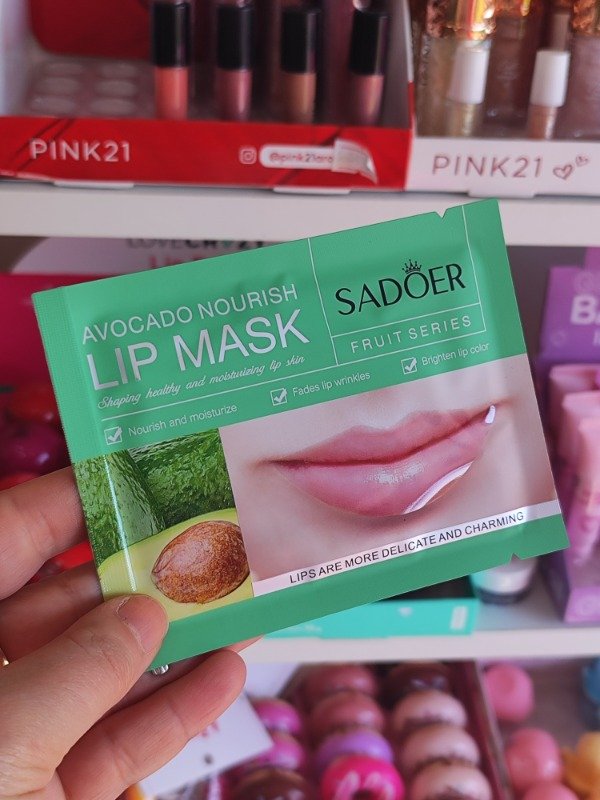 PINK21
@pink21
PINK21
AVOCADO NOURISH
LIP MASK
Shaping healthy and moisturizing lip skin
SADOER
FRUIT SERIES
Nourish and moisturize
Fades lip wrinkles
Brighten lip color
LIPS ARE MORE DELICATE AND CHARMING